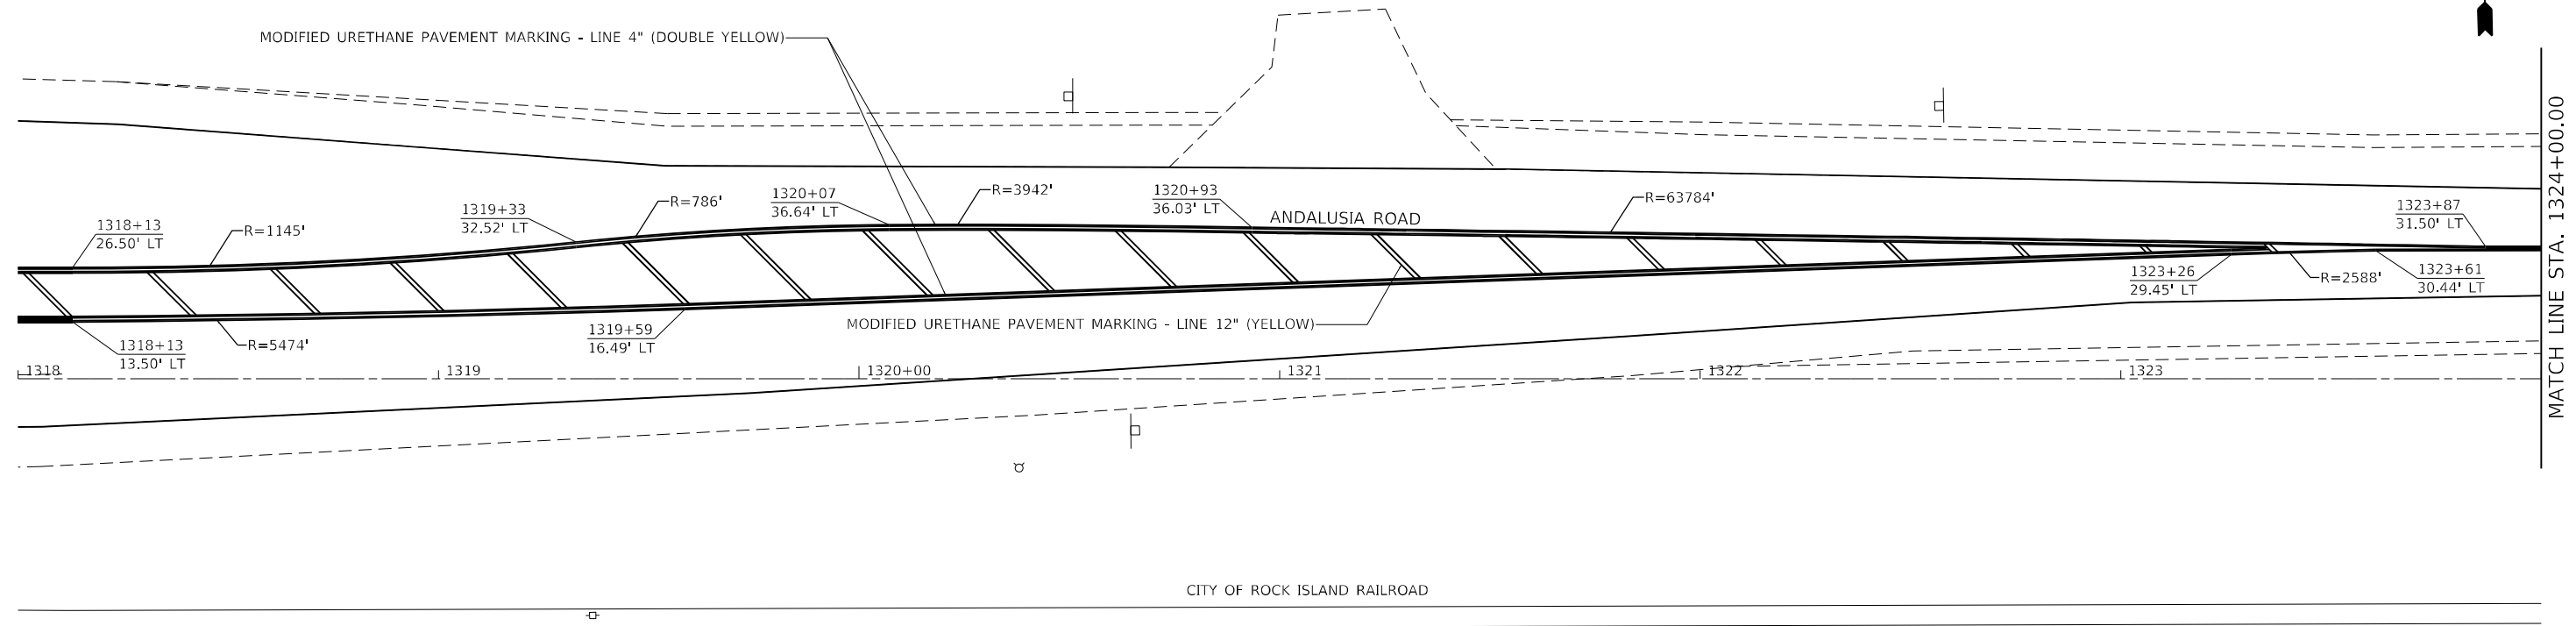 MODIFIED URETHANE PAVEMENT MARKING - LINE 4" (DOUBLE YELLOW)
1318+13
26.50' LT
R=1145'
1319+33
32.52' LT
R=786'
1320+07
36.64' LT
R=3942'
1320+93
36.03' LT
ANDALUSIA ROAD
R=63784'
1323+87
31.50' LT
MATCH LINE STA. 1324+00.00
1318+13
13.50' LT
R=5474'
1319+59
16.49' LT
MODIFIED URETHANE PAVEMENT MARKING - LINE 12" (YELLOW)
1323+26
29.45' LT
R=2588'
1323+61
30.44' LT
1318
1319
1320+00
1321
1322
1323
CITY OF ROCK ISLAND RAILROAD